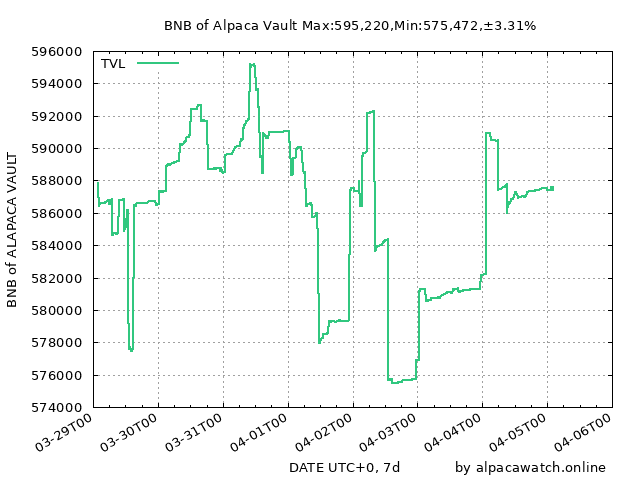 BNB of Alpaca Vault Max:595,220,Min:575,472,±3.31%
TVL
596000
594000
592000
590000
588000
586000
584000
582000
580000
578000
576000
574000
BNB of ALAPACA VAULT
03-29T00
03-30T00
03-31T00
04-01T00
04-02T00
04-03T00
04-04T00
04-05T00
04-06T00
DATE UTC+0, 7d
by alpacawatch.online